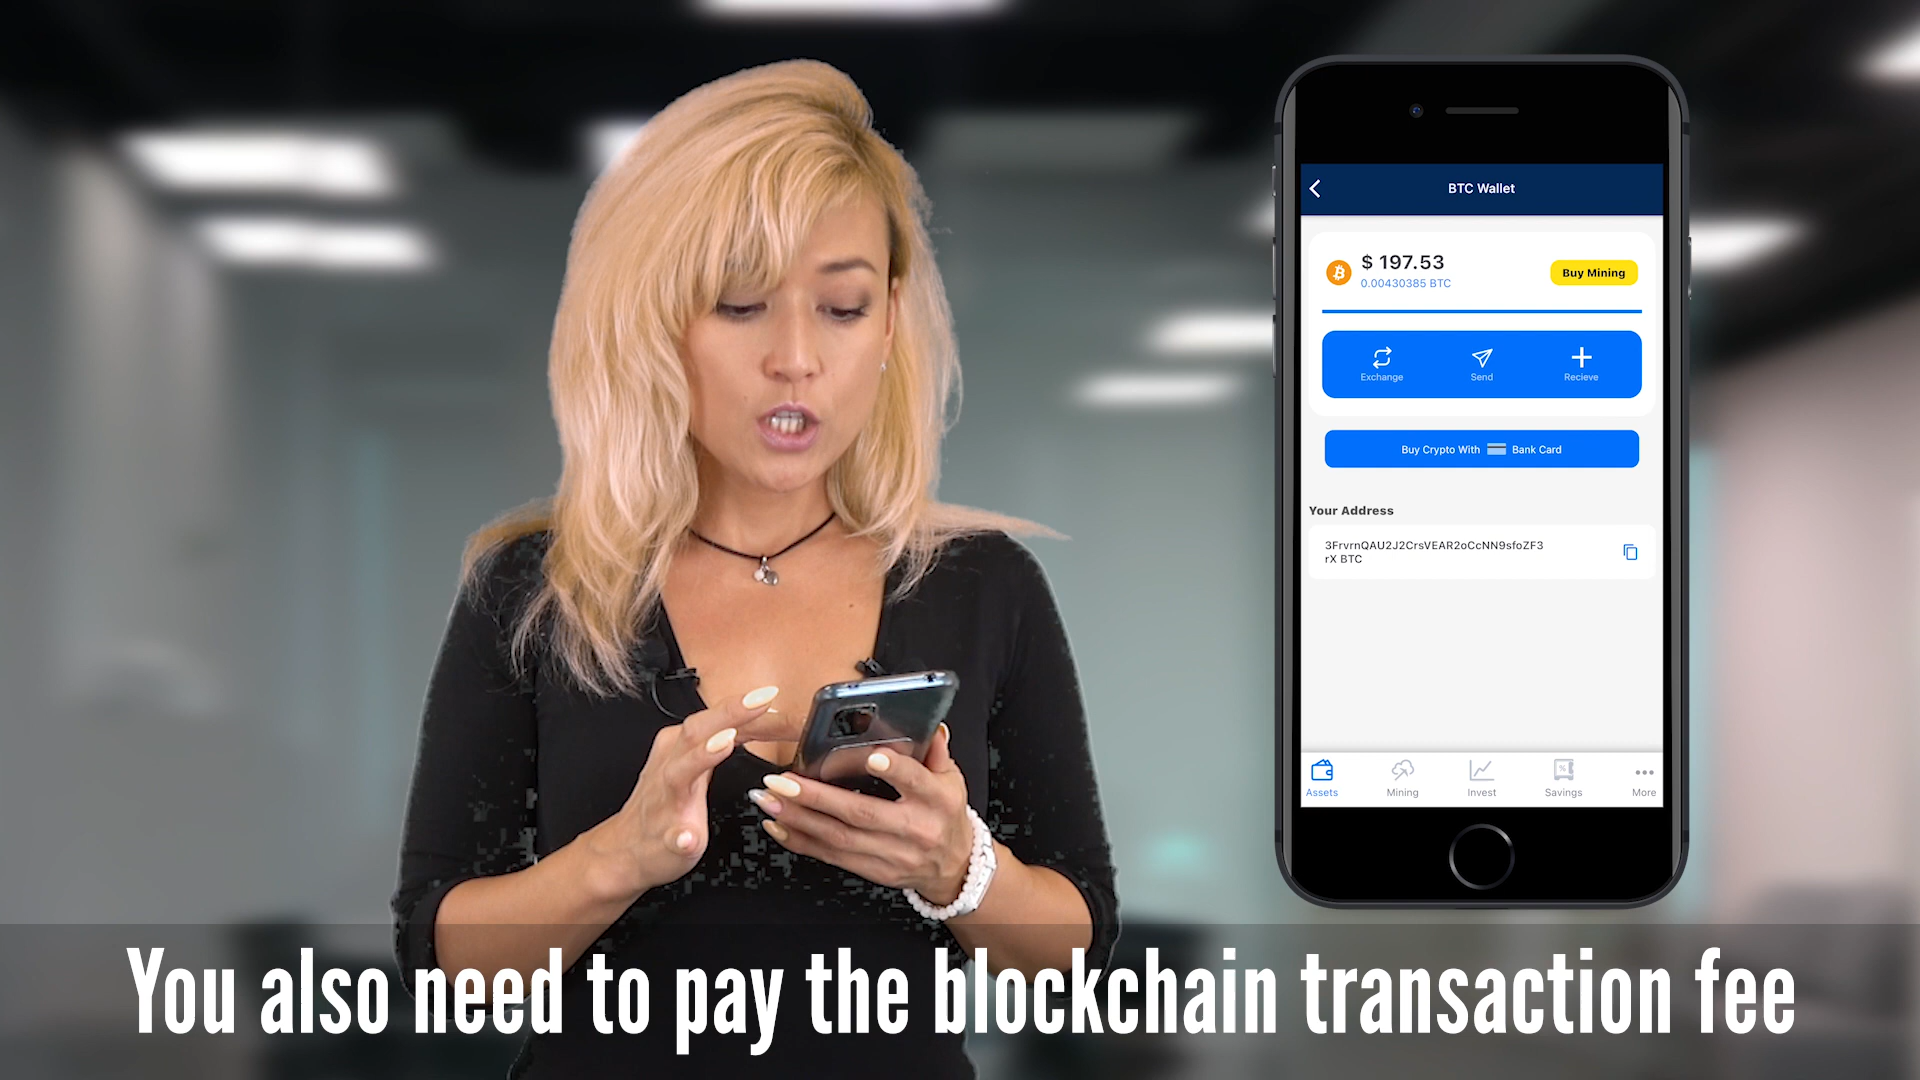 BTC Wallet
$ 197.53
0.00430385 BTC
Buy Mining
Exchange
Send
Recieve
Buy Crypto With Bank Card
Your Address
3FrvrnQAU2J2CrsVEAR2oCcNN9sfoZF3
rX BTC
Assets
Mining
Invest
Savings
More
You also need to pay the blockchain transaction fee